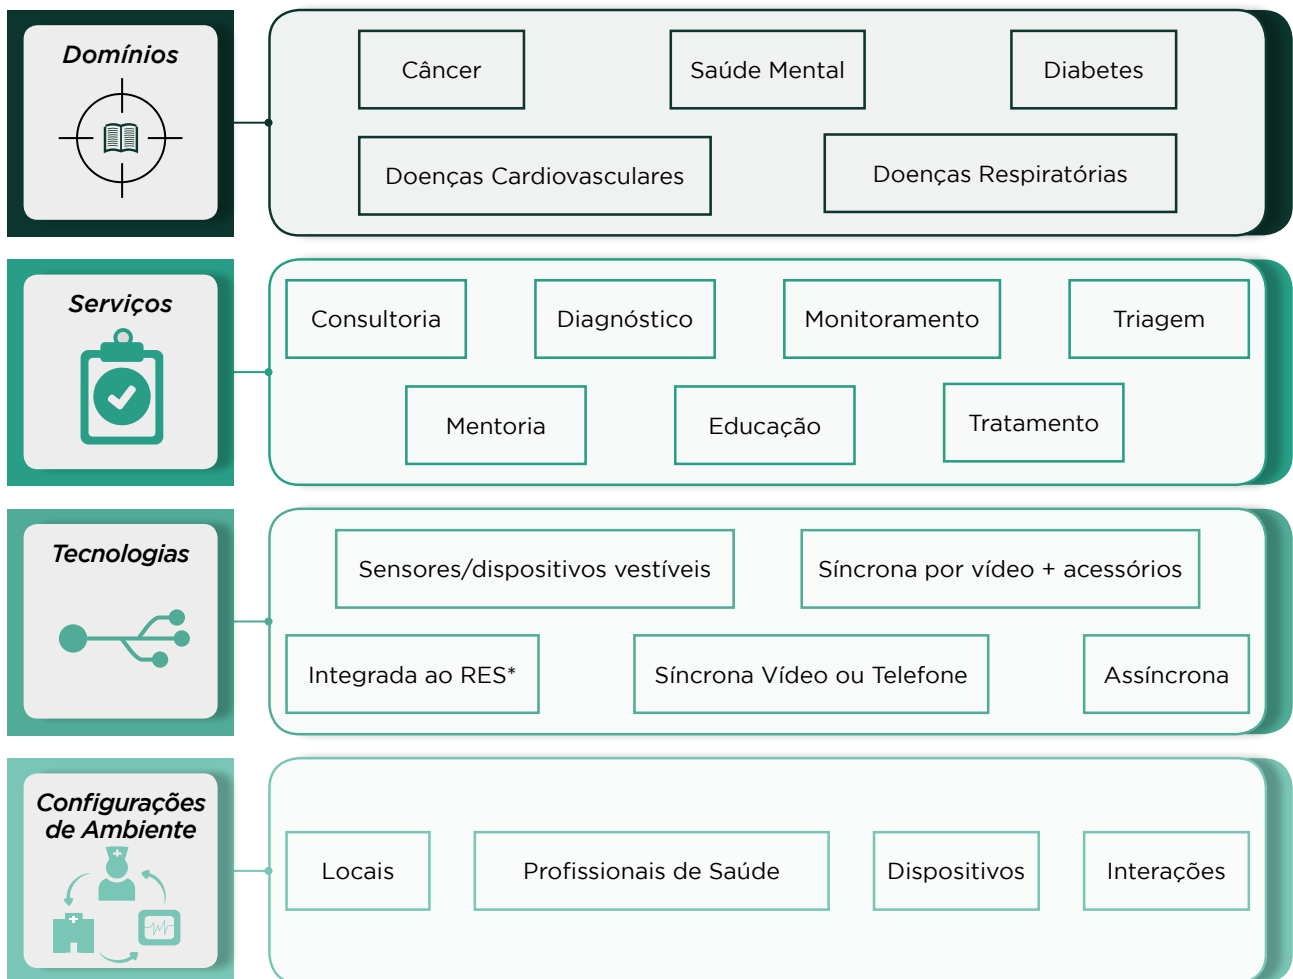 Domínios
Câncer
Saúde Mental
Diabetes
Doenças Cardiovasculares
Doenças Respiratórias
Serviços
Consultoria
Diagnóstico
Monitoramento
Triagem
Mentoria
Educação
Tratamento
Tecnologias
Sensores/dispositivos vestíveis
Síncrona por vídeo + acessórios
Integrada ao RES*
Síncrona Vídeo ou Telefone
Assíncrona
Configurações
de Ambiente
Locais
Profissionais de Saúde
Dispositivos
Interações